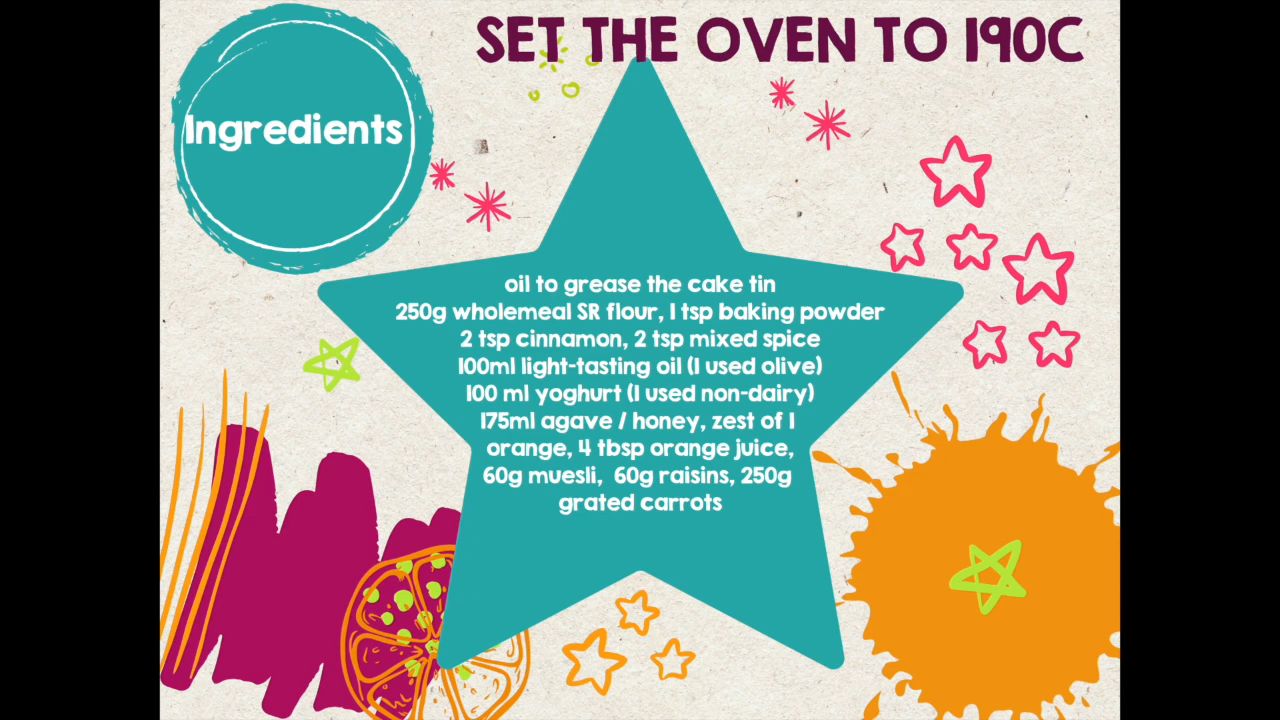 SET THE OVEN TO 190C
Ingredients
oil to grease the cake tin
250g wholemeal SR flour, 1 tsp baking powder
2 tsp cinnamon, 2 tsp mixed spice
100ml light-tasting oil (I used olive)
100 ml yoghurt (I used non-dairy)
175ml agave / honey, zest of 1
orange, 4 tbsp orange juice,
60g muesli, 60g raisins, 250g
grated carrots